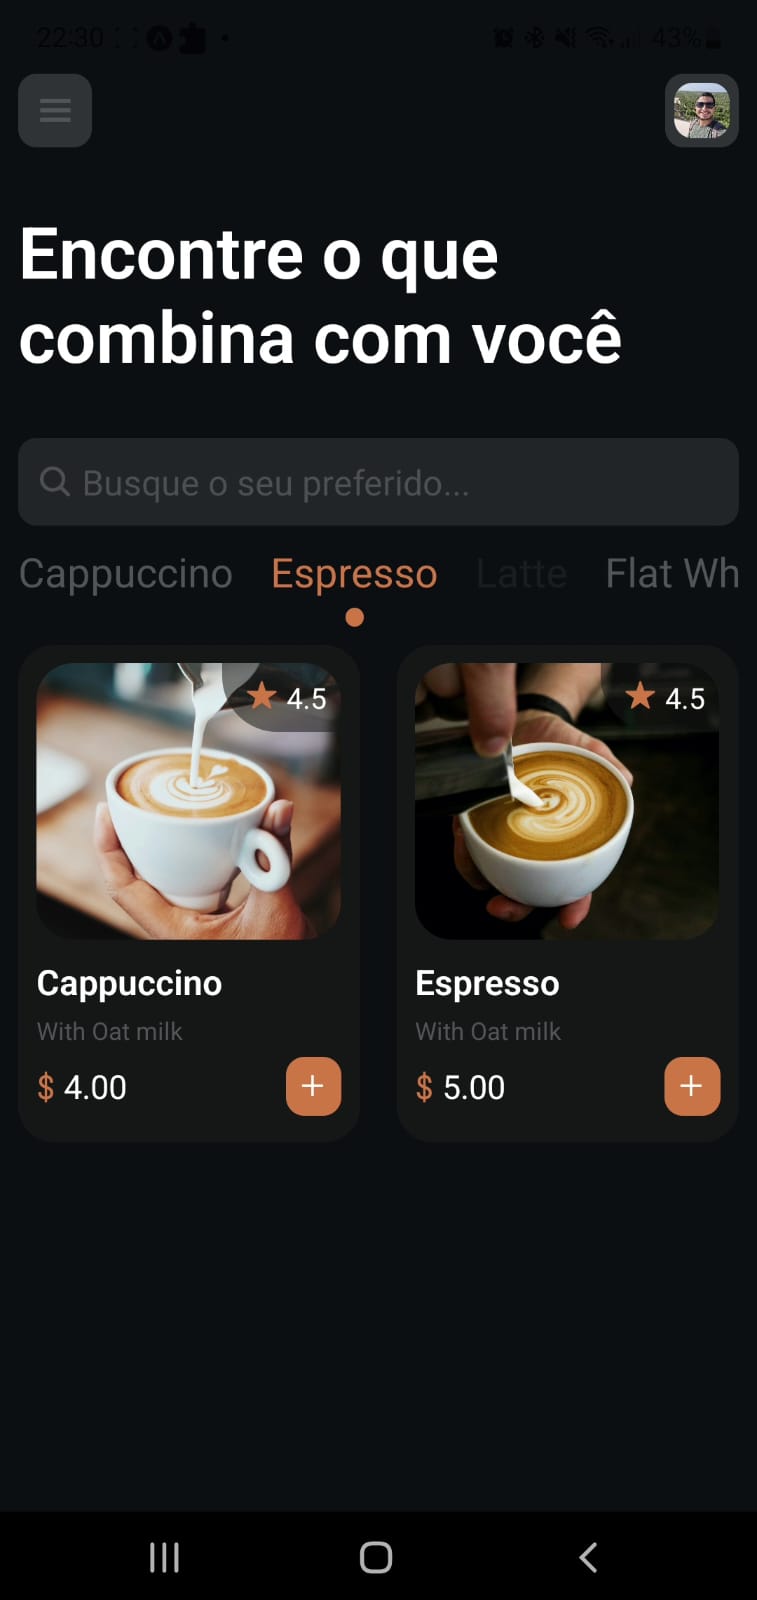 22:30
43%
Encontre o que
combina com você
Busque o seu preferido...
Cappuccino Espresso Latte Flat Wh
4.5
4.5
Cappuccino
With Oat milk
$ 4.00
+
Espresso
With Oat milk
$ 5.00
+